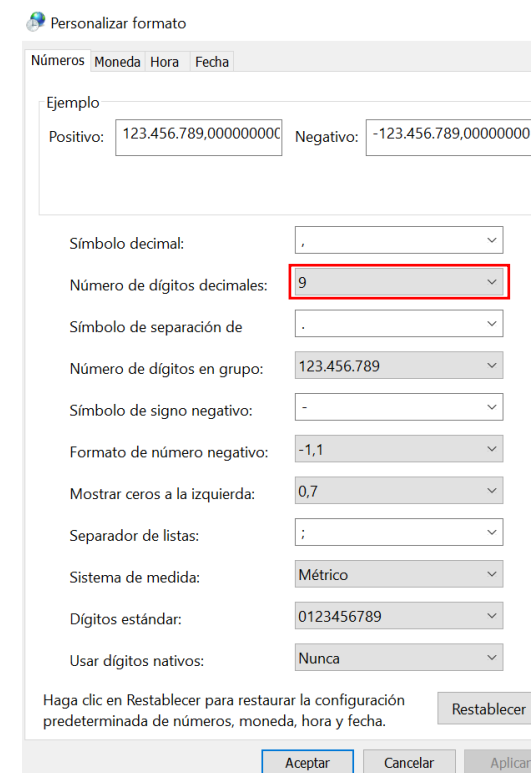 Personalizar formato
Números Moneda Hora Fecha
Ejemplo
Positivo: 123.456.789,000000000 Negativo: -123.456.789,00000000
Símbolo decimal: ,
Número de dígitos decimales: 9
Símbolo de separación de .
Número de dígitos en grupo: 123.456.789
Símbolo de signo negativo: -
Formato de número negativo: -1,1
Mostrar ceros a la izquierda: 0,7
Separador de listas: ;
Sistema de medida: Métrico
Dígitos estándar: 0123456789
Usar dígitos nativos: Nunca
Haga clic en Restablecer para restaurar la configuración
predeterminada de números, moneda, hora y fecha.
Restablecer
Aceptar Cancelar Aplicar